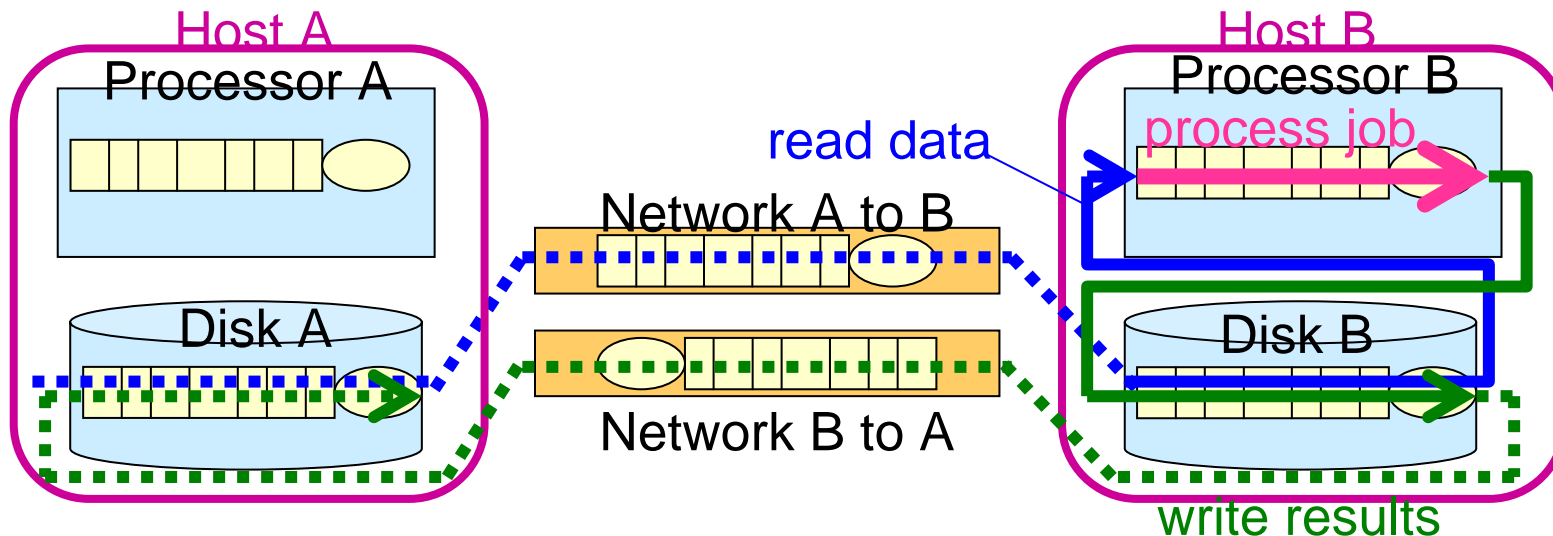 Host A
Host B
Processor A
Processor B
process job
read data
Network A to B
Disk A
Disk B
Network B to A
write results